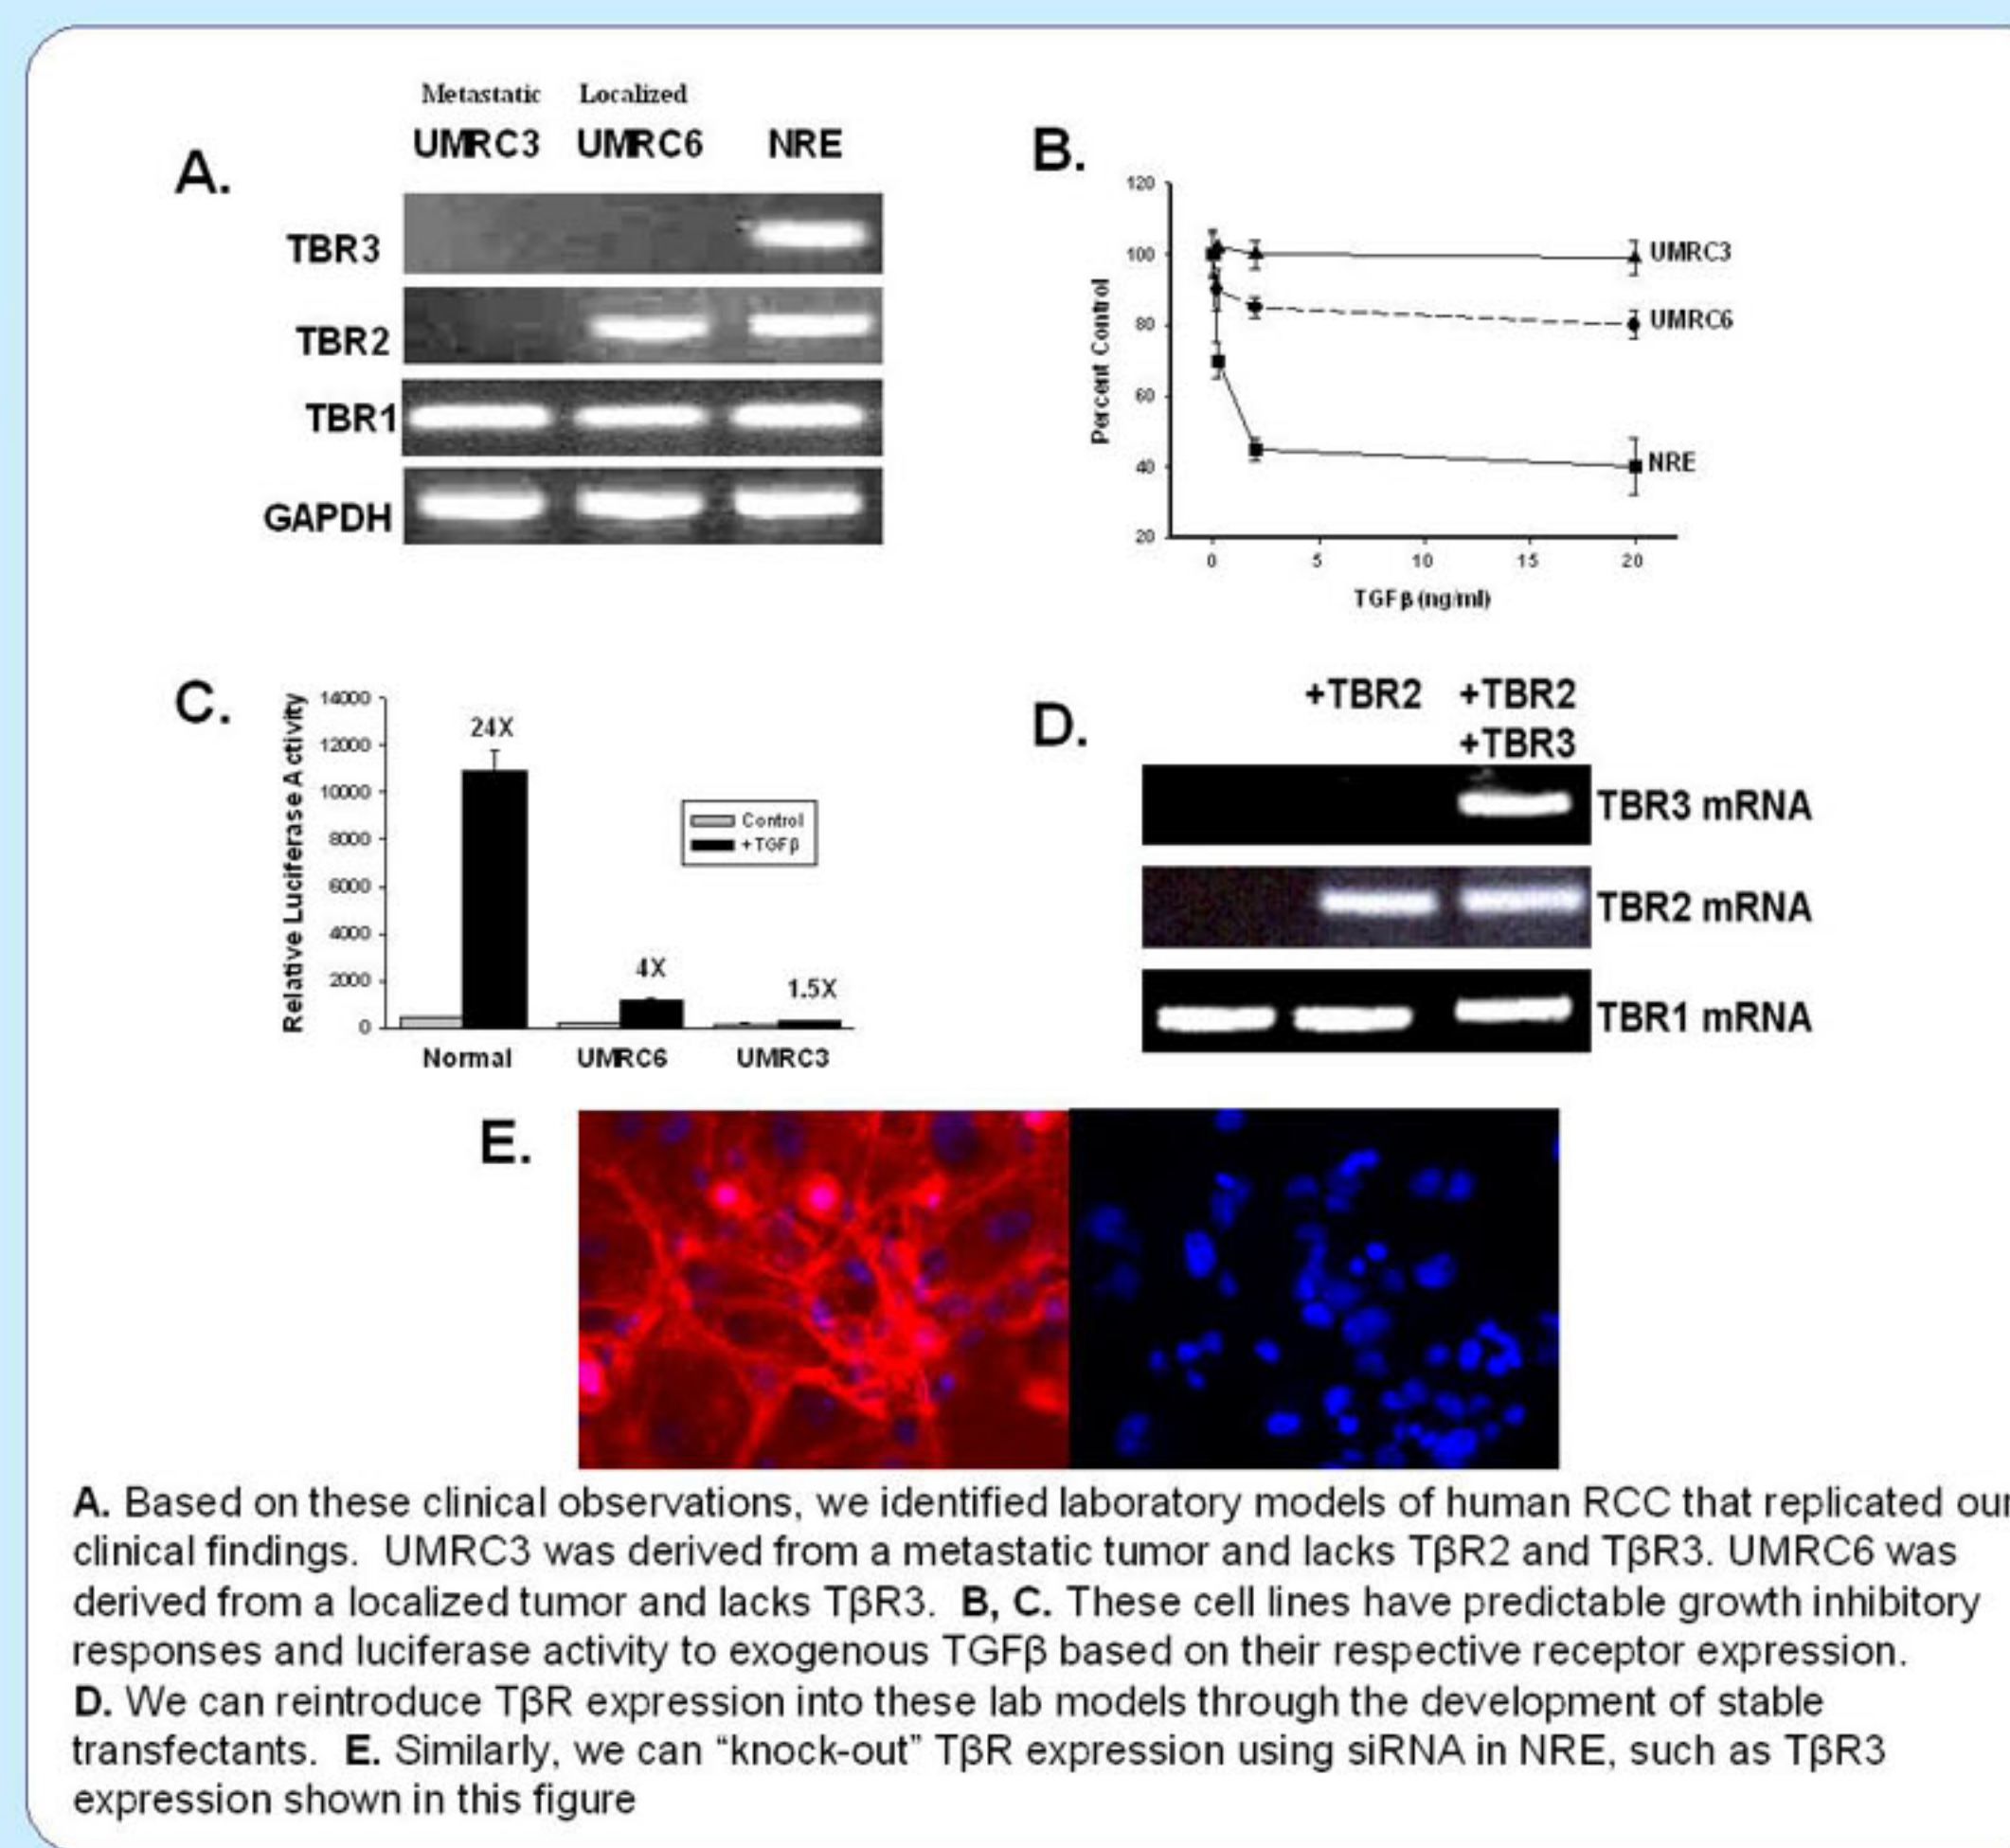 Metastatic Localized
UMRC3 UMRC6 NRE
A.
TBR3
TBR2
TBR1
GAPDH
B.
120
100
80
60
40
20
Percent Control
UMRC3
UMRC6
NRE
0 5 10 15 20
TGFβ (ng/ml)
C.
Relative Luciferase Activity
14000
12000
10000
8000
6000
4000
2000
0
24X
4X
1.5X
Control
+TGFβ
Normal UMRC6 UMRC3
D.
+TBR2 +TBR2
+TBR3
TBR3 mRNA
TBR2 mRNA
TBR1 mRNA
E.
A. Based on these clinical observations, we identified laboratory models of human RCC that replicated our
clinical findings. UMRC3 was derived from a metastatic tumor and lacks TβR2 and TβR3. UMRC6 was
derived from a localized tumor and lacks TβR3. B, C. These cell lines have predictable growth inhibitory
responses and luciferase activity to exogenous TGFβ based on their respective receptor expression.
D. We can reintroduce TβR expression into these lab models through the development of stable
transfectants. E. Similarly, we can “knock-out” TβR expression using siRNA in NRE, such as TβR3
expression shown in this figure